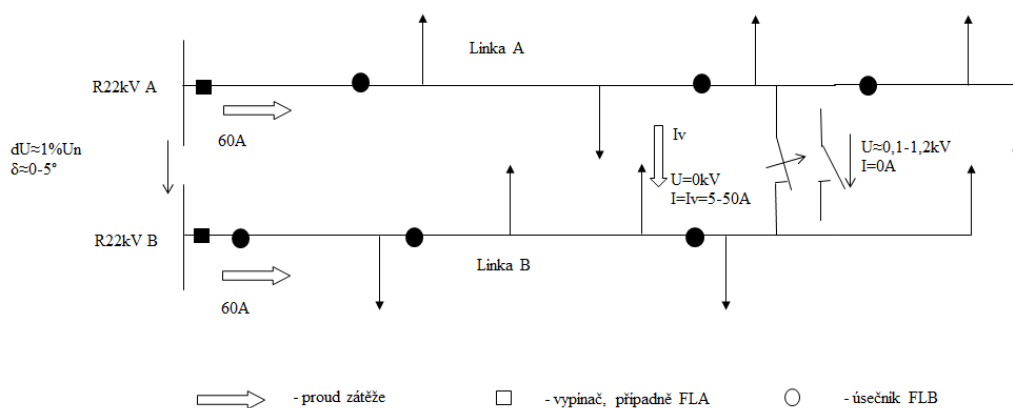 Linka A
R22kV A
60A
dU≈1%Un
δ≈0-5°
Iv
U=0kV
I=Iv=5-50A
U≈0,1-1,2kV
I=0A
R22kV B
Linka B
60A
- proud zátěže
- vypínač, případně FLA
- úsečník FLB